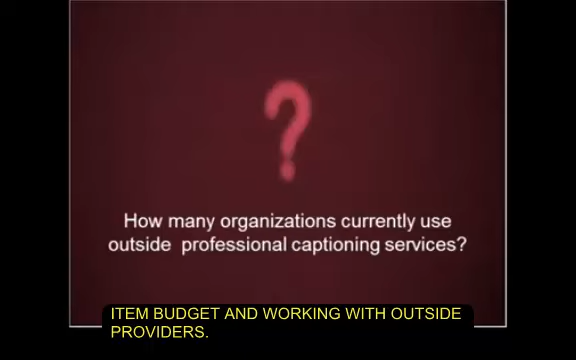 ?
How many organizations currently use
outside professional captioning services?
ITEM BUDGET AND WORKING WITH OUTSIDE
PROVIDERS.